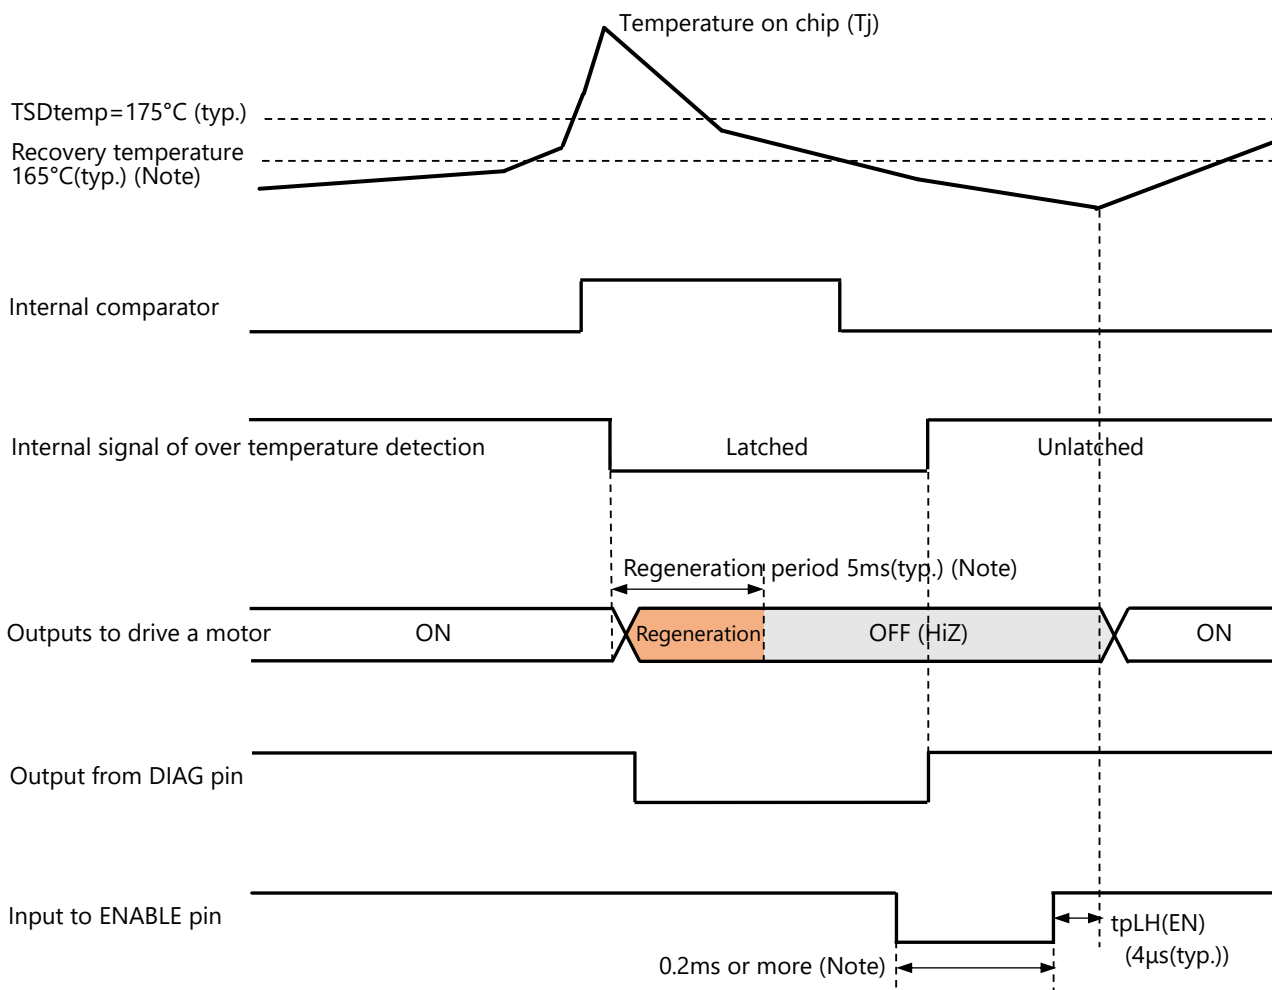 Temperature on chip (Tj)
TSDtemp=175°C (typ.)
Recovery temperature
165°C(typ.) (Note)
Internal comparator
Internal signal of over temperature detection
Latched
Unlatched
Regeneration period 5ms(typ.) (Note)
Outputs to drive a motor
ON
Regeneration
OFF (HiZ)
ON
Output from DIAG pin
Input to ENABLE pin
tpLH(EN)
(4µs(typ.))
0.2ms or more (Note)